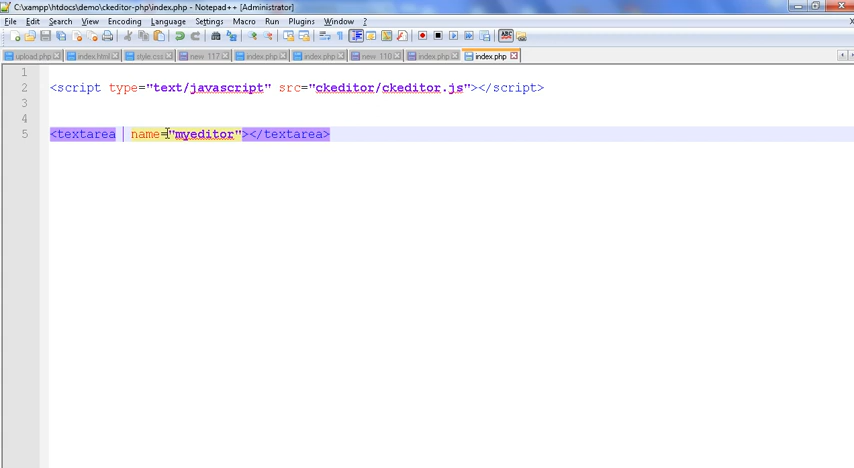 C:\xampp\htdocs\demo\ckeditor-php\index.php - Notepad++ [Administrator]
File Edit Search View Encoding Language Settings Macro Run Plugins Window ?
upload.php index.html style.css new 117 index.php index.php new 110 index.php index.php
1
2 <script type="text/javascript" src="ckeditor/ckeditor.js"></script>
3
4
5 <textarea name="myeditor"></textarea>